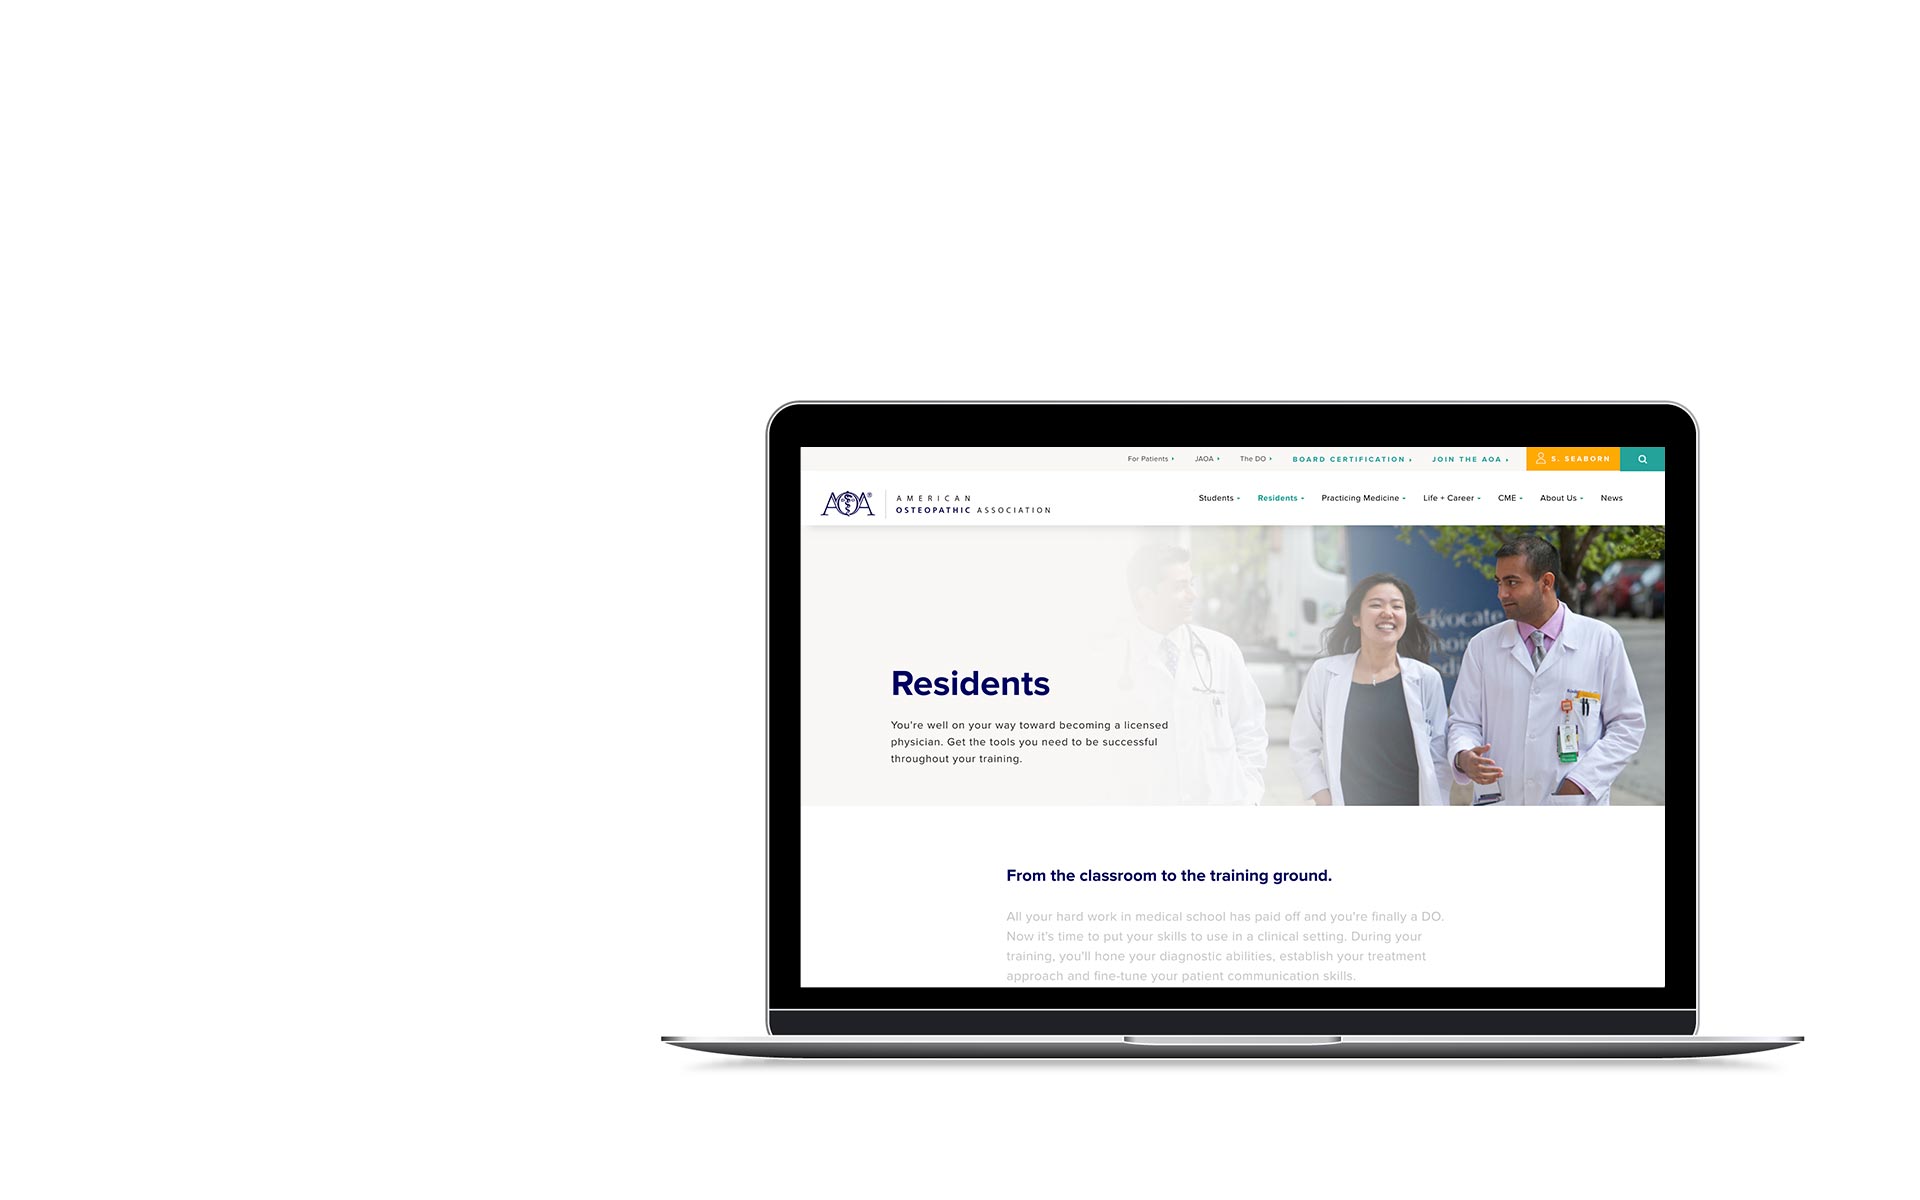 For Patients
JAOA
The DO
BOARD CERTIFICATION
JOIN THE AOA
S. SEABORN
AOA®
AMERICAN
OSTEOPATHIC ASSOCIATION
Students
Residents
Practicing Medicine
Life + Career
CME
About Us
News
Residents
You're well on your way toward becoming a licensed
physician. Get the tools you need to be successful
throughout your training.
From the classroom to the training ground.
All your hard work in medical school has paid off and you're finally a DO.
Now it's time to put your skills to use in a clinical setting. During your
training, you'll hone your diagnostic abilities, establish your treatment
approach and fine-tune your patient communication skills.